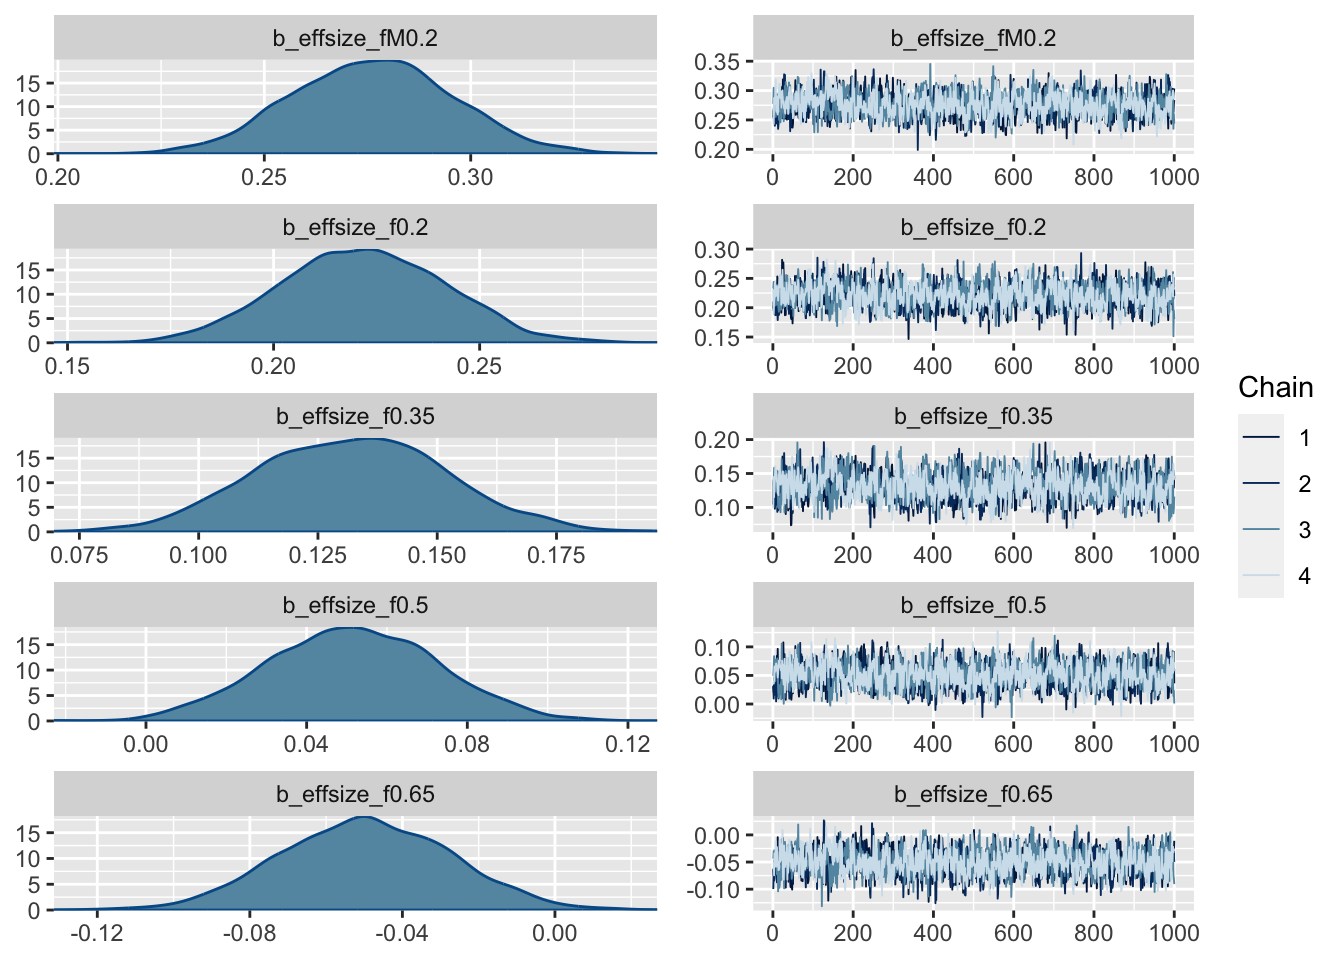 b_effsize_fM0.2
15
10
5
0
0.20 0.25 0.30
b_effsize_fM0.2
0.35
0.30
0.25
0.20
0 200 400 600 800 1000
b_effsize_f0.2
15
10
5
0
0.15 0.20 0.25
b_effsize_f0.2
0.30
0.25
0.20
0.15
0 200 400 600 800 1000
b_effsize_f0.35
15
10
5
0
0.075 0.100 0.125 0.150 0.175
b_effsize_f0.35
0.20
0.15
0.10
0 200 400 600 800 1000
b_effsize_f0.5
15
10
5
0
0.00 0.04 0.08 0.12
b_effsize_f0.5
0.10
0.05
0.00
0 200 400 600 800 1000
b_effsize_f0.65
15
10
5
0
-0.12 -0.08 -0.04 0.00
b_effsize_f0.65
0.00
-0.05
-0.10
0 200 400 600 800 1000
Chain
1
2
3
4